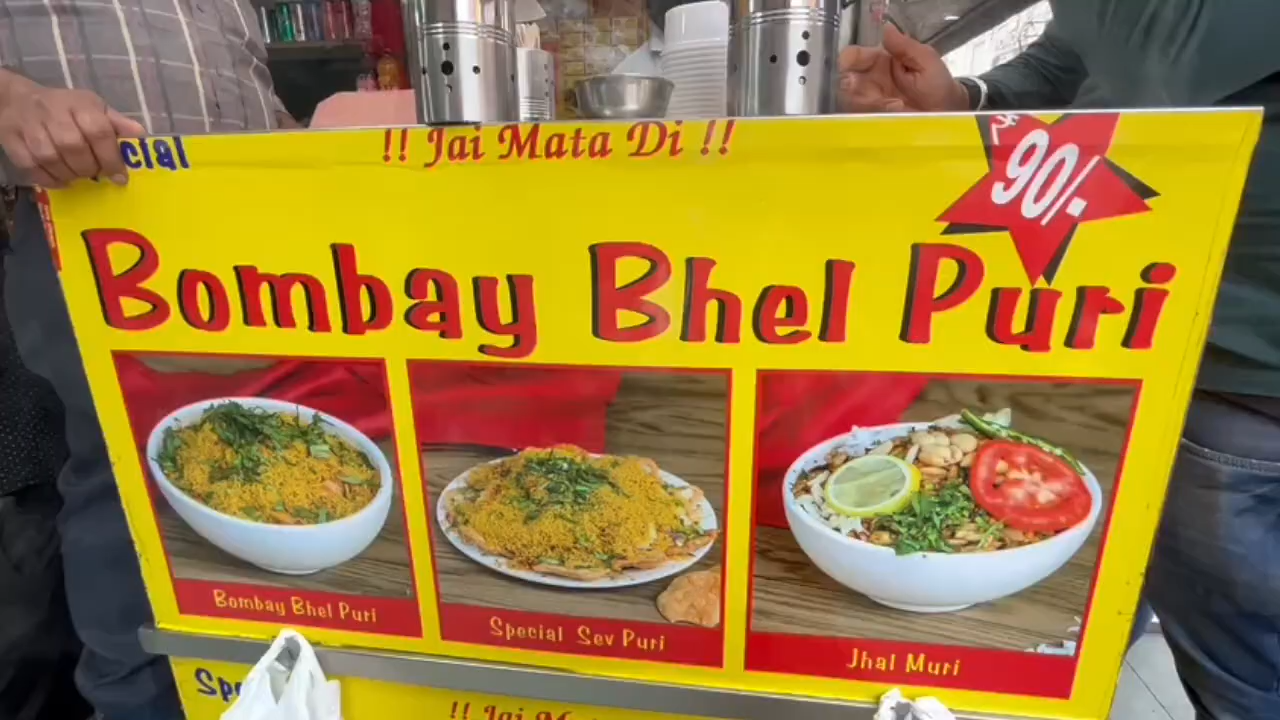 !! Jai Mata Di !!
₹ 90/-
Bombay Bhel Puri
Bombay Bhel Puri
Special Sev Puri
Jhal Muri
!! Jai